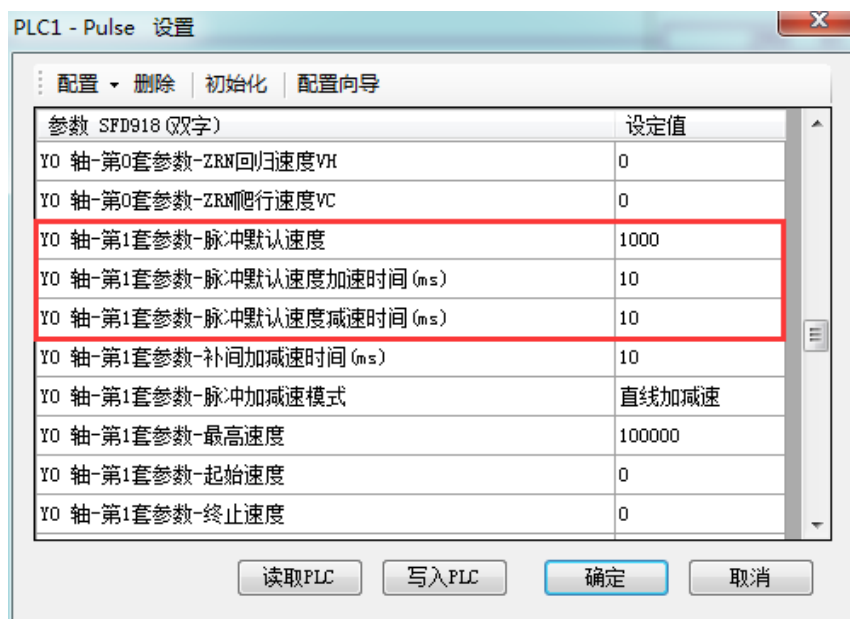 PLC1 - Pulse 设置
配置 删除 初始化 配置向导
参数 SFD918(双字) 设定值
Y0 轴-第0套参数-ZRN回归速度VH 0
Y0 轴-第0套参数-ZRN爬行速度VC 0
Y0 轴-第1套参数-脉冲默认速度 1000
Y0 轴-第1套参数-脉冲默认速度加速时间(ms) 10
Y0 轴-第1套参数-脉冲默认速度减速时间(ms) 10
Y0 轴-第1套参数-补间加减速时间(ms) 10
Y0 轴-第1套参数-脉冲加减速模式 直线加减速
Y0 轴-第1套参数-最高速度 100000
Y0 轴-第1套参数-起始速度 0
Y0 轴-第1套参数-终止速度 0
读取PLC 写入PLC 确定 取消